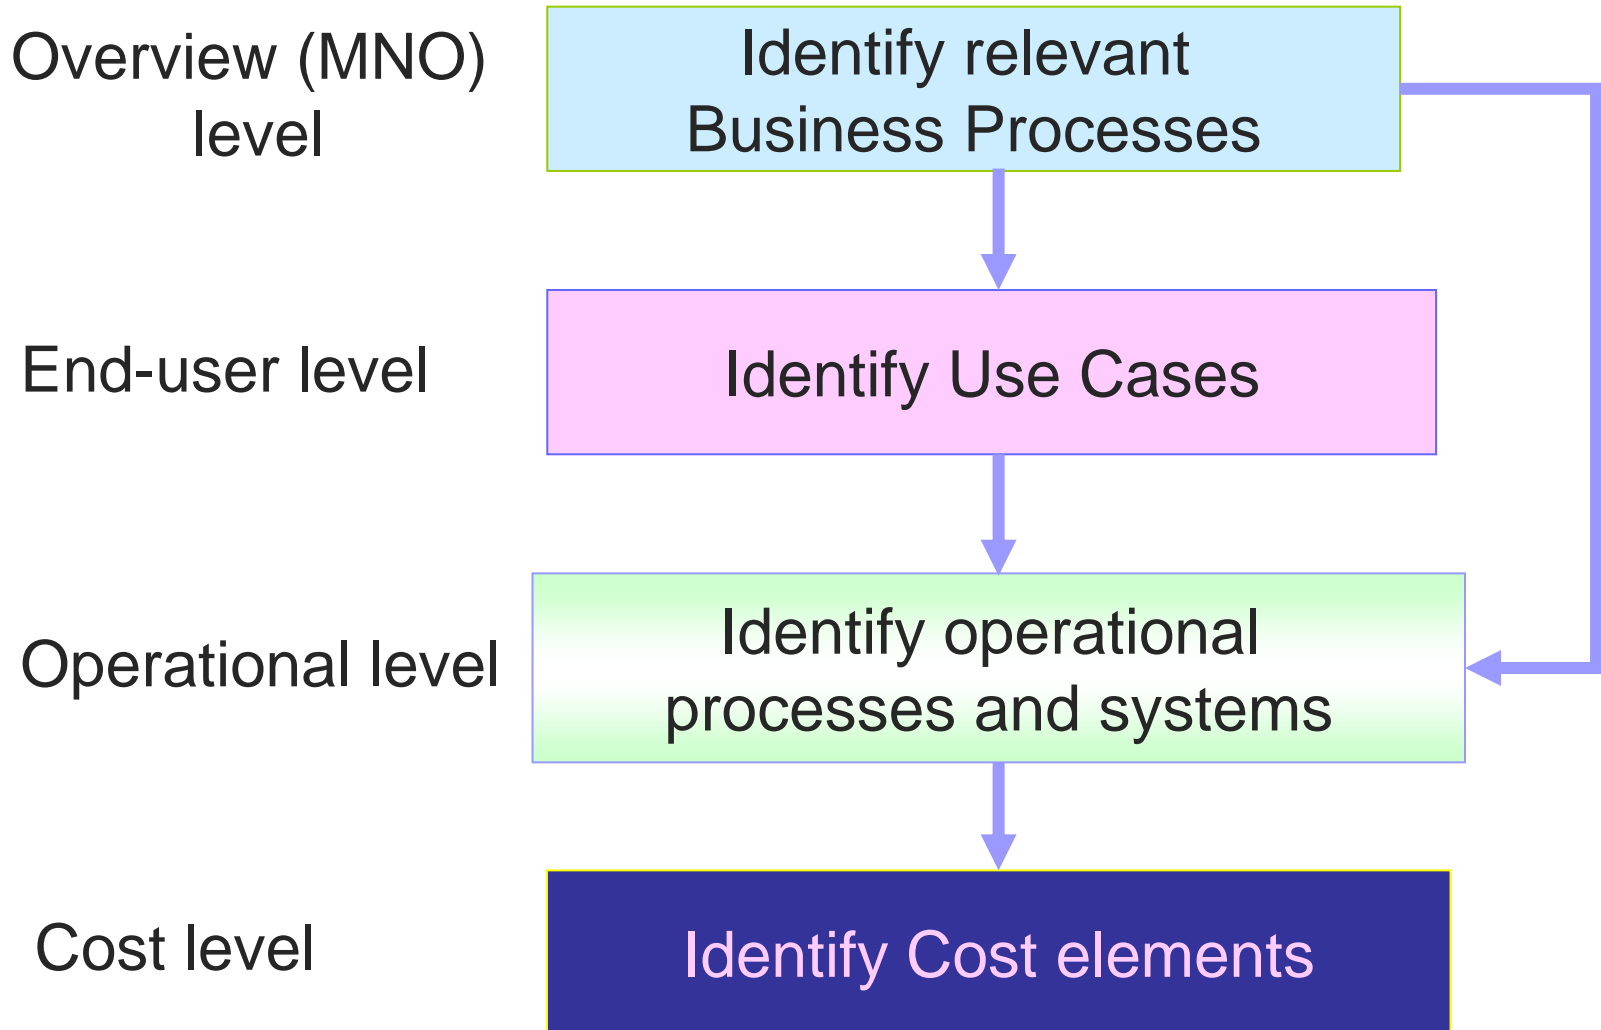 Overview (MNO)
level
Identify relevant
Business Processes
End-user level
Identify Use Cases
Operational level
Identify operational
processes and systems
Cost level
Identify Cost elements